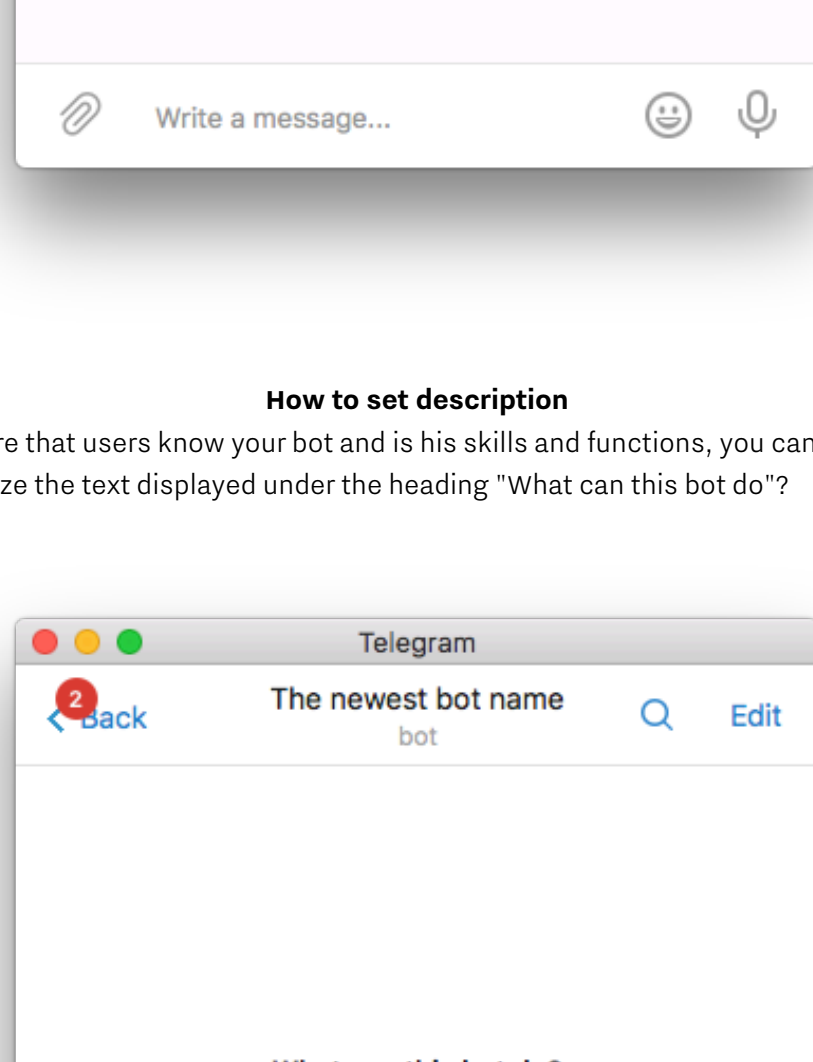 Write a message...
How to set description
re that users know your bot and is his skills and functions, you can
ze the text displayed under the heading "What can this bot do"?
Telegram
2
Back
The newest bot name
Edit
bot